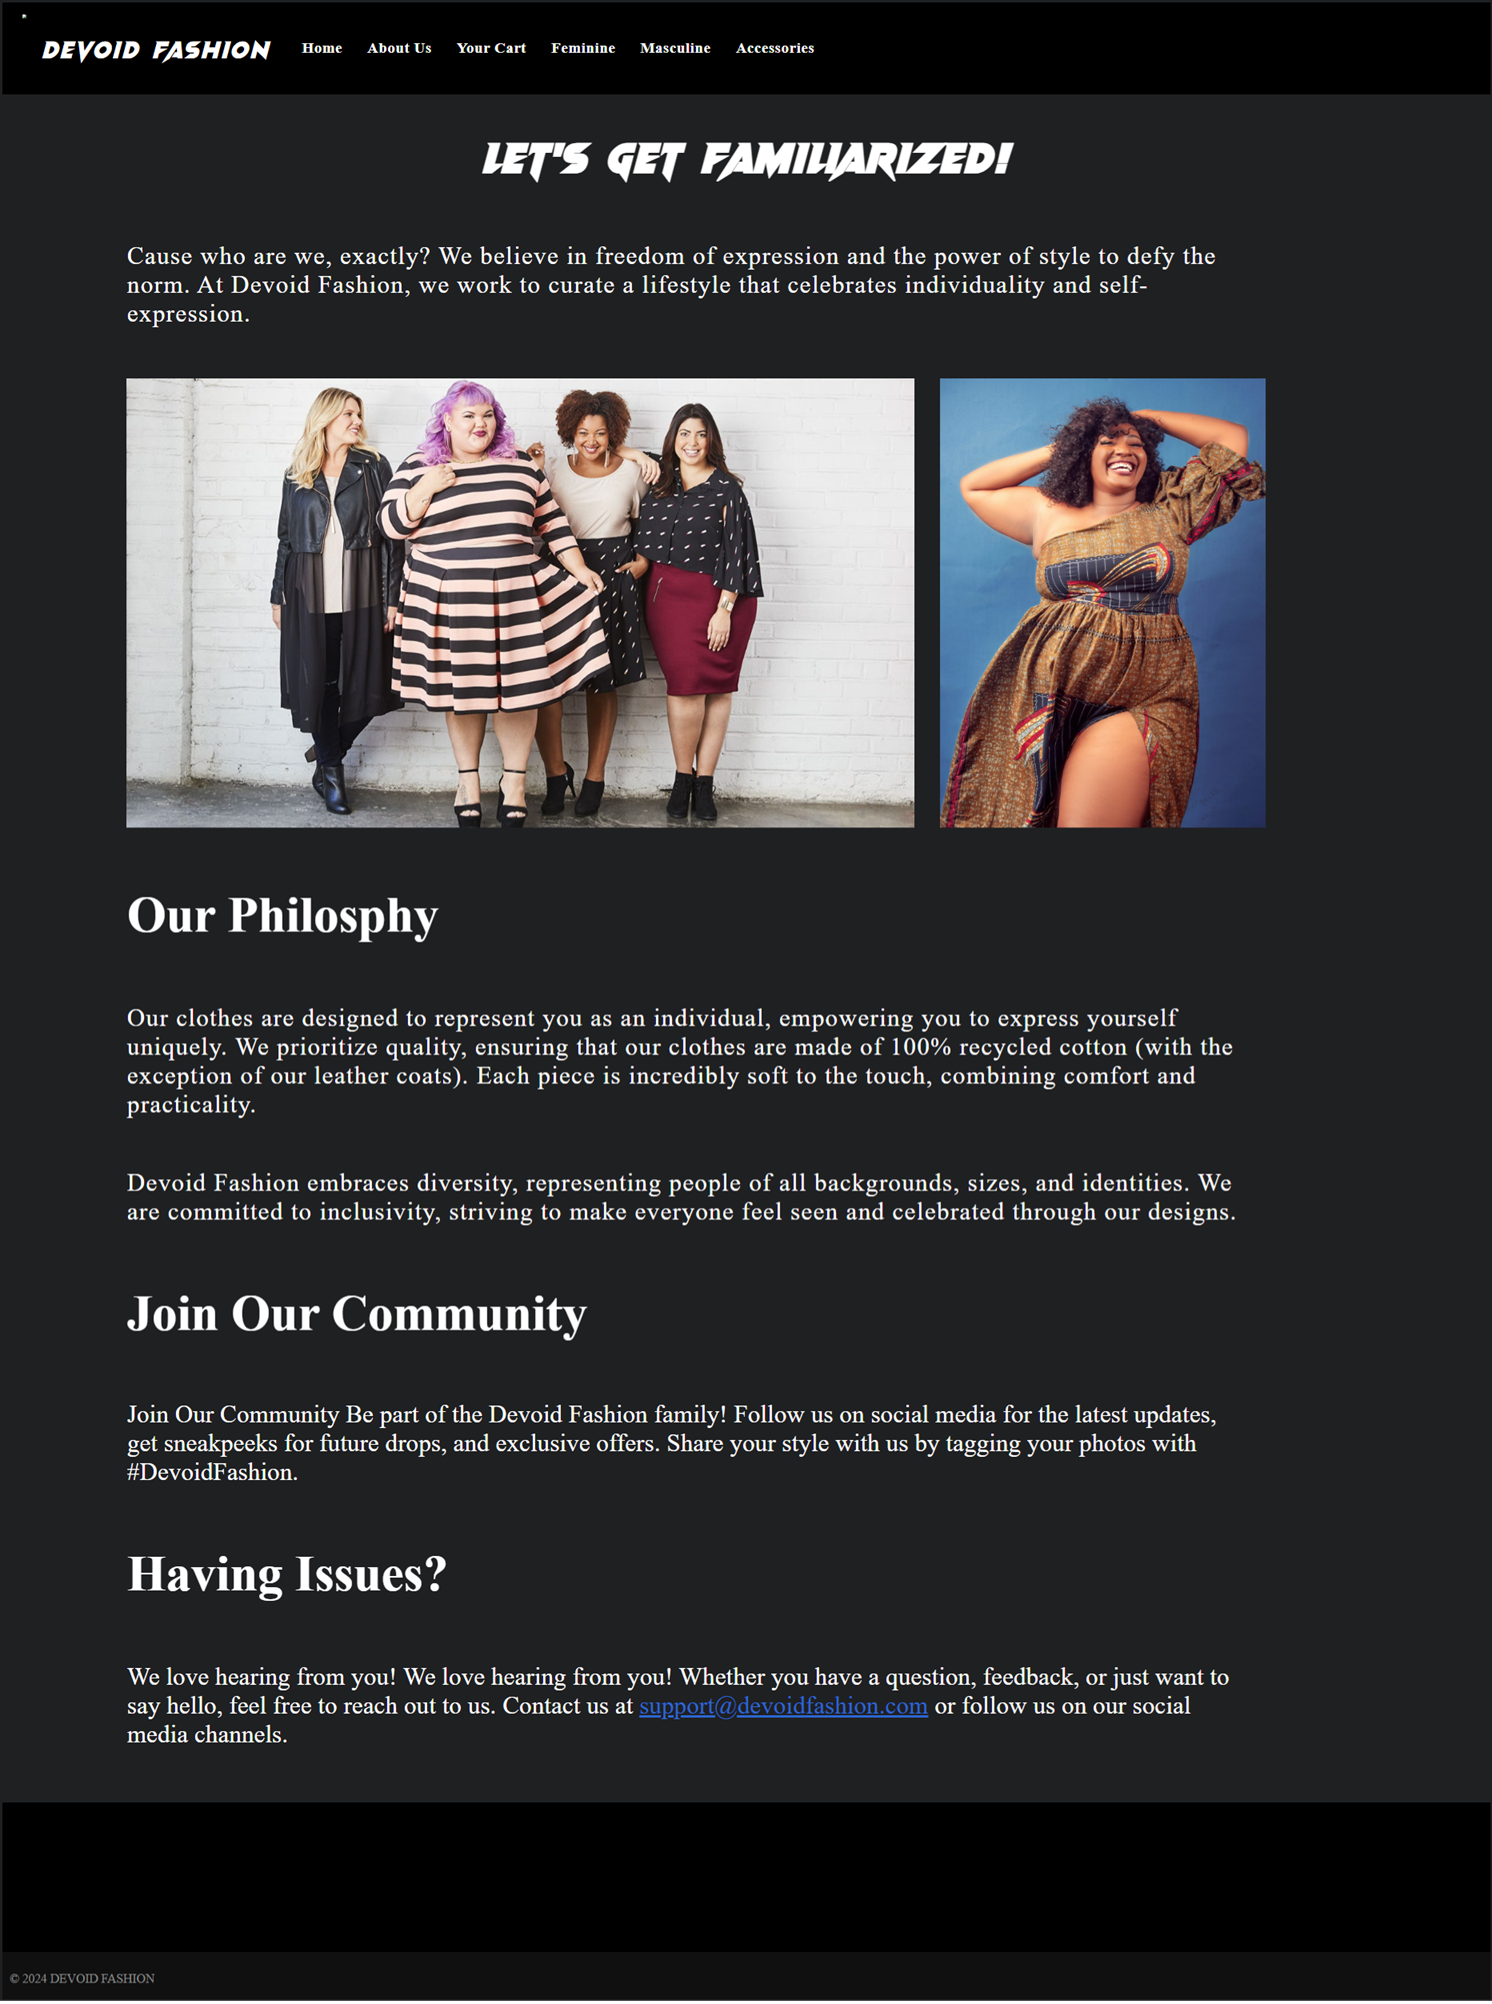 DEVOID FASHION Home About Us Your Cart Feminine Masculine Accessories
LET'S GET FAMILIARIZED!
Cause who are we, exactly? We believe in freedom of expression and the power of style to defy the
norm. At Devoid Fashion, we work to curate a lifestyle that celebrates individuality and self-
expression.
Our Philosphy
Our clothes are designed to represent you as an individual, empowering you to express yourself
uniquely. We prioritize quality, ensuring that our clothes are made of 100% recycled cotton (with the
exception of our leather coats). Each piece is incredibly soft to the touch, combining comfort and
practicality.
Devoid Fashion embraces diversity, representing people of all backgrounds, sizes, and identities. We
are committed to inclusivity, striving to make everyone feel seen and celebrated through our designs.
Join Our Community
Join Our Community Be part of the Devoid Fashion family! Follow us on social media for the latest updates,
get sneakpeeks for future drops, and exclusive offers. Share your style with us by tagging your photos with
#DevoidFashion.
Having Issues?
We love hearing from you! We love hearing from you! Whether you have a question, feedback, or just want to
say hello, feel free to reach out to us. Contact us at support@devoidfashion.com or follow us on our social
media channels.
© 2024 DEVOID FASHION